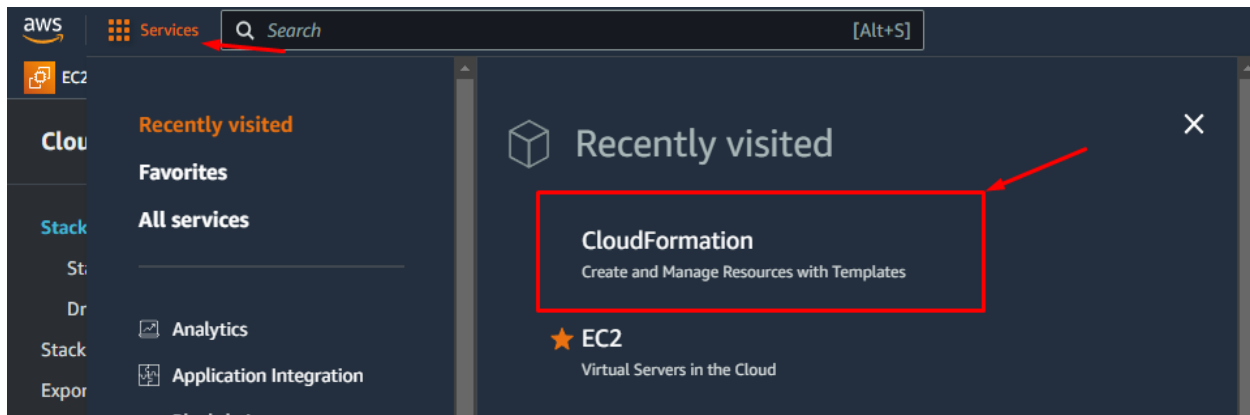 aws
Services
Search
[Alt+S]
EC2
Clou
Stack
Dr
Stack
Expor
Recently visited
Favorites
All services
Analytics
Application Integration
Recently visited
CloudFormation
Create and Manage Resources with Templates
EC2
Virtual Servers in the Cloud